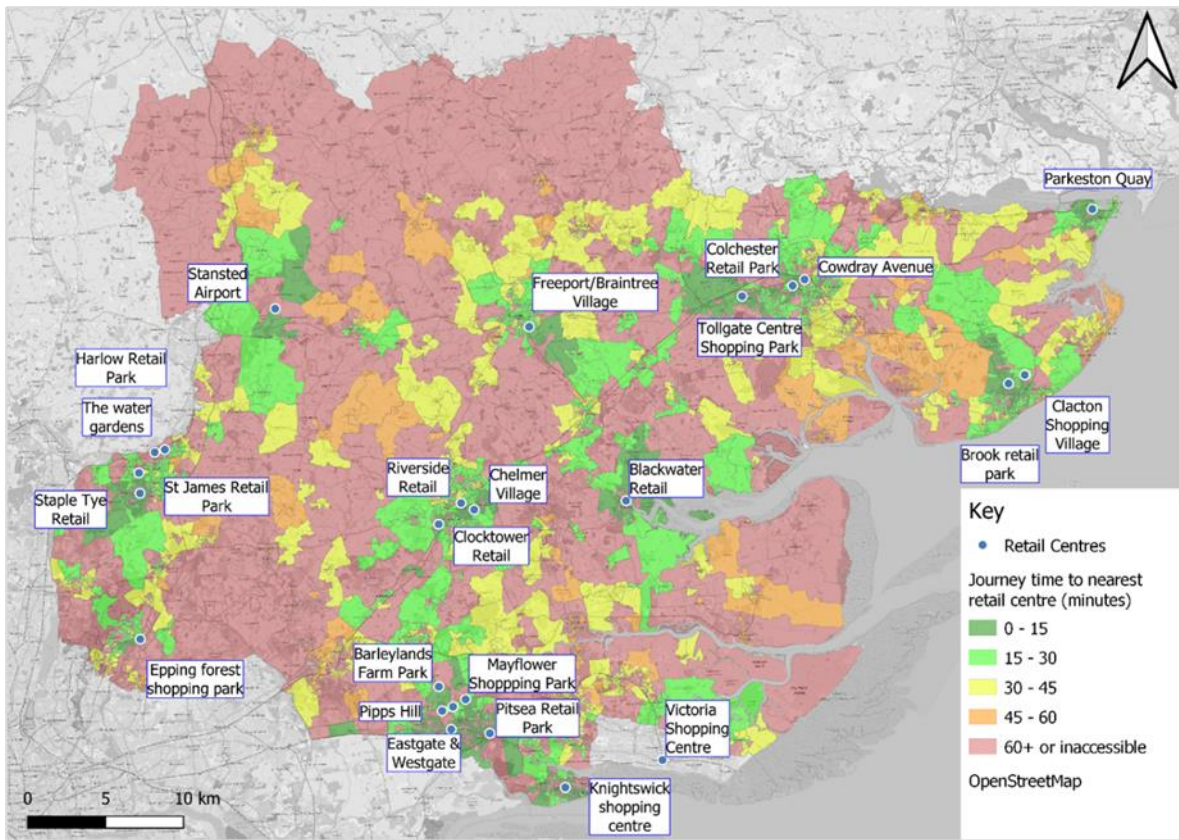 Parkeston Quay
Colchester
Retail Park
Cowdray Avenue
Stansted
Airport
Freeport/Braintree
Village
Tollgate Centre
Shopping Park
Harlow Retail
Park
The water
gardens
Clacton
Shopping
Village
Brook retail
park
Riverside
Retail
Chelmer
Village
Blackwater
Retail
Staple Tye
Retail
St James Retail
Park
Clocktower
Retail
Epping forest
shopping park
Barleylands
Farm Park
Mayflower
Shoppping Park
Pipps Hill
Pitsea Retail
Park
Victoria
Shopping
Centre
Eastgate &
Westgate
Knightswick
shopping
centre
Key
Retail Centres
Journey time to nearest
retail centre (minutes)
0 - 15
15 - 30
30 - 45
45 - 60
60+ or inaccessible
OpenStreetMap
0 5 10 km